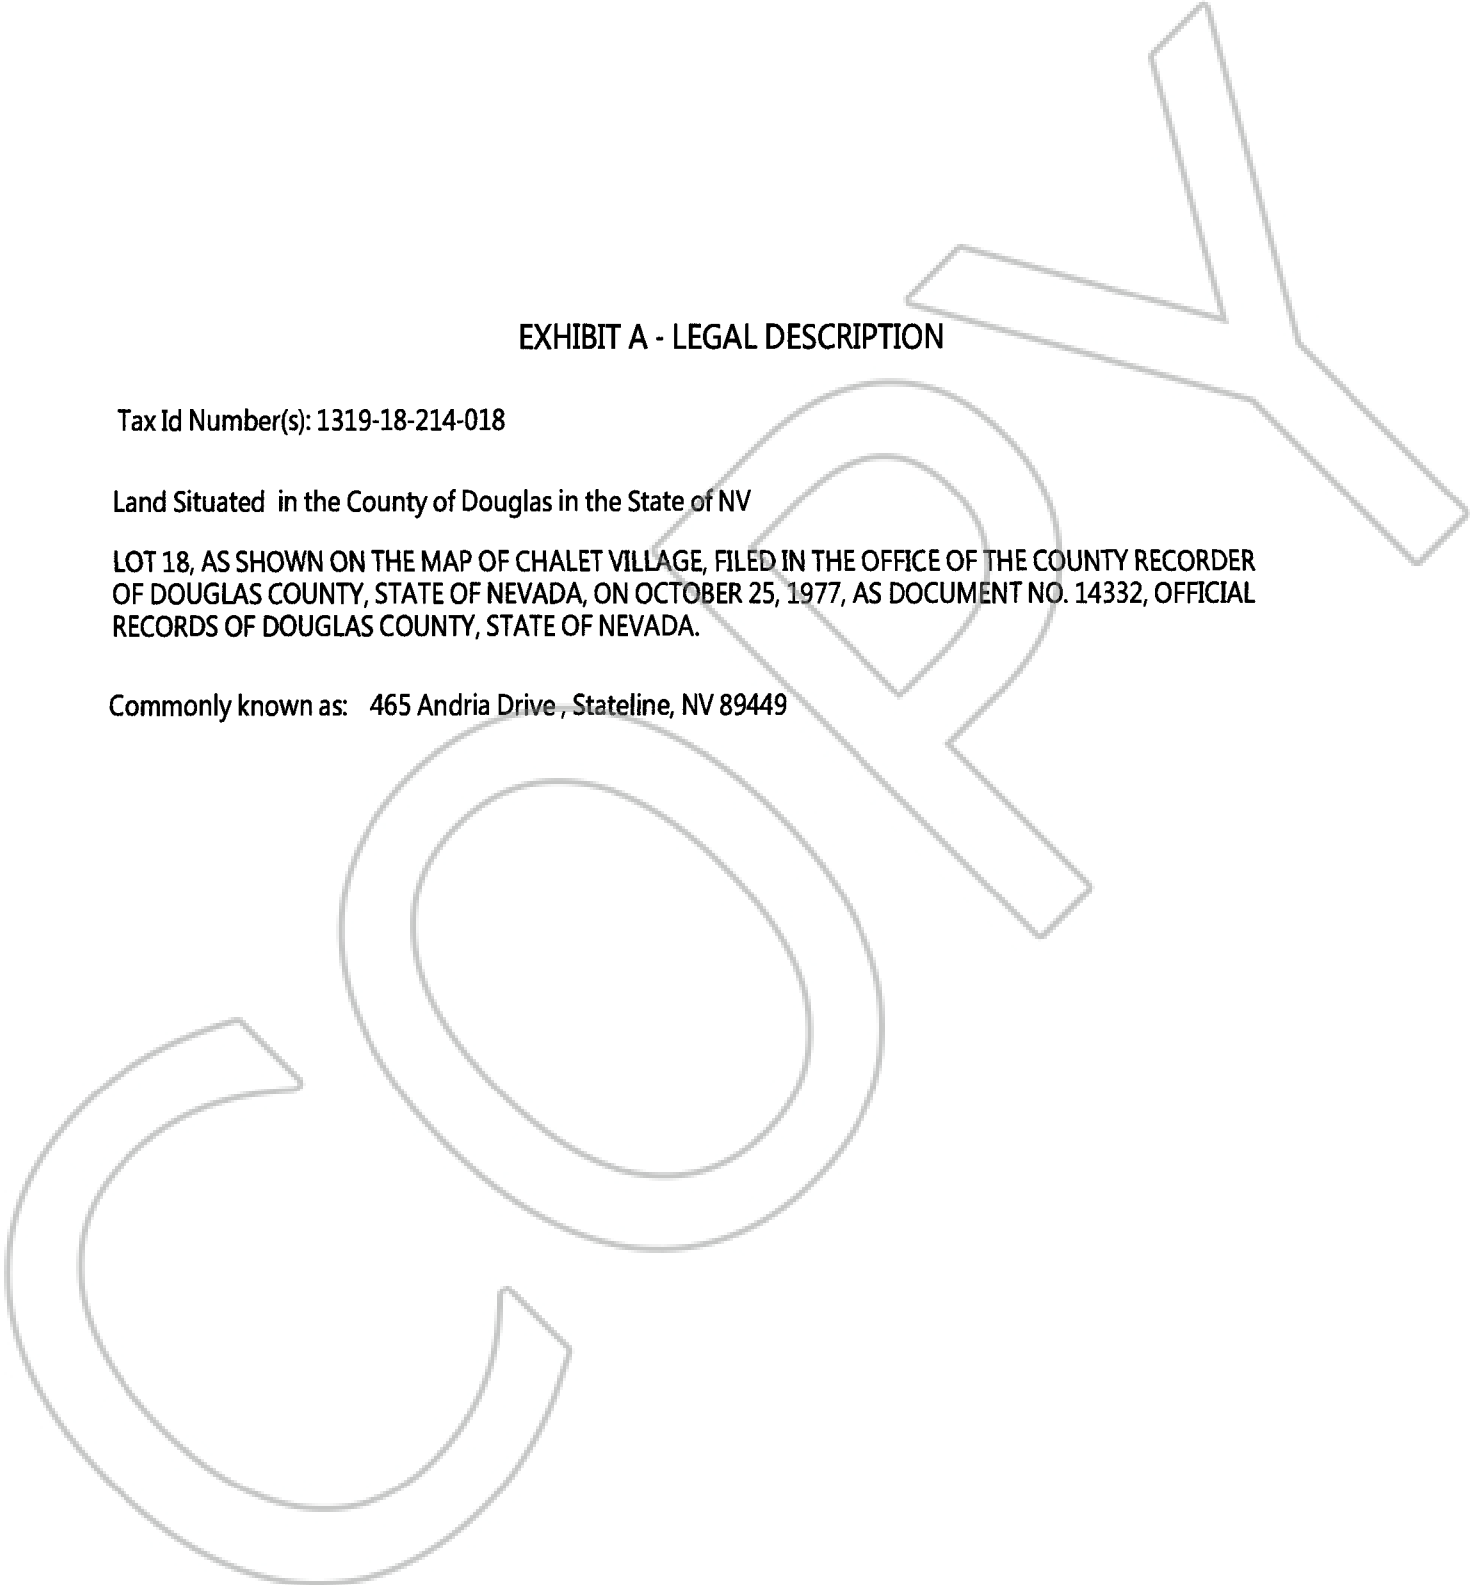 EXHIBIT A - LEGAL DESCRIPTION
Tax Id Number(s): 1319-18-214-018
Land Situated in the County of Douglas in the State of NV
LOT 18, AS SHOWN ON THE MAP OF CHALET VILLAGE, FILED IN THE OFFICE OF THE COUNTY RECORDER
OF DOUGLAS COUNTY, STATE OF NEVADA, ON OCTOBER 25, 1977, AS DOCUMENT NO. 14332, OFFICIAL
RECORDS OF DOUGLAS COUNTY, STATE OF NEVADA.
Commonly known as: 465 Andria Drive , Stateline, NV 89449
COPY